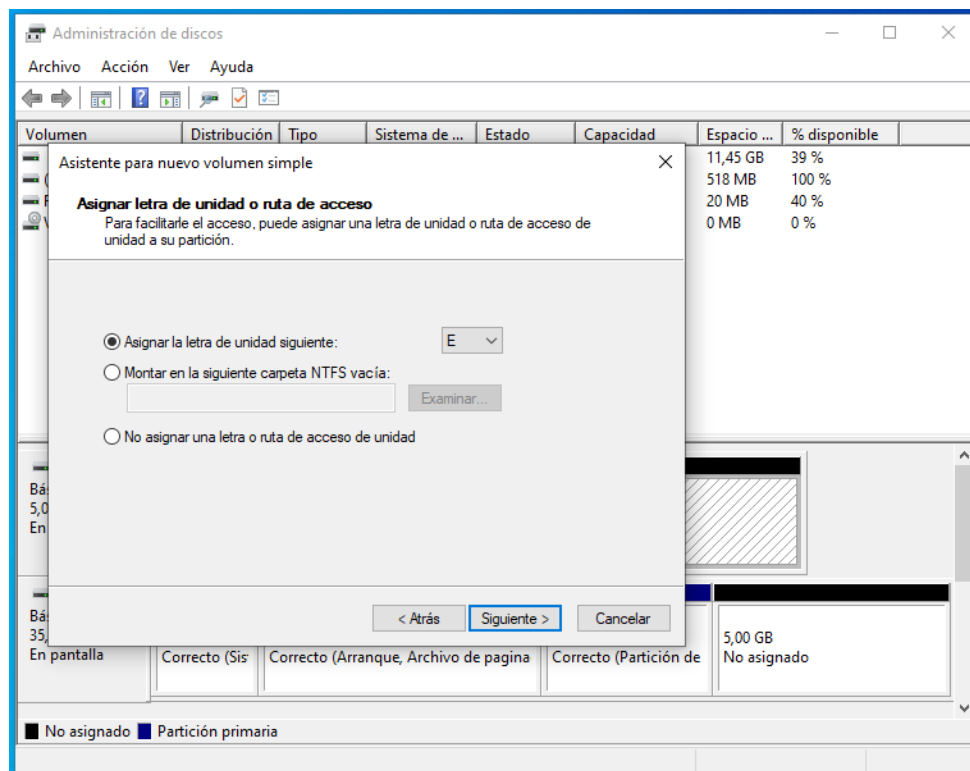 Administración de discos
Archivo Acción Ver Ayuda
Volumen Distribución Tipo Sistema de ... Estado Capacidad Espacio ... % disponible
11,45 GB 39 %
518 MB 100 %
20 MB 40 %
0 MB 0 %
Asistente para nuevo volumen simple
Asignar letra de unidad o ruta de acceso
Para facilitarle el acceso, puede asignar una letra de unidad o ruta de acceso de
unidad a su partición.
Asignar la letra de unidad siguiente: E
Montar en la siguiente carpeta NTFS vacía:
Examinar...
No asignar una letra o ruta de acceso de unidad
< Atrás Siguiente > Cancelar
Bás
5,0
En
Bás
35,
En pantalla
Correcto (Sis Correcto (Arranque, Archivo de pagina Correcto (Partición de
5,00 GB
No asignado
No asignado Partición primaria